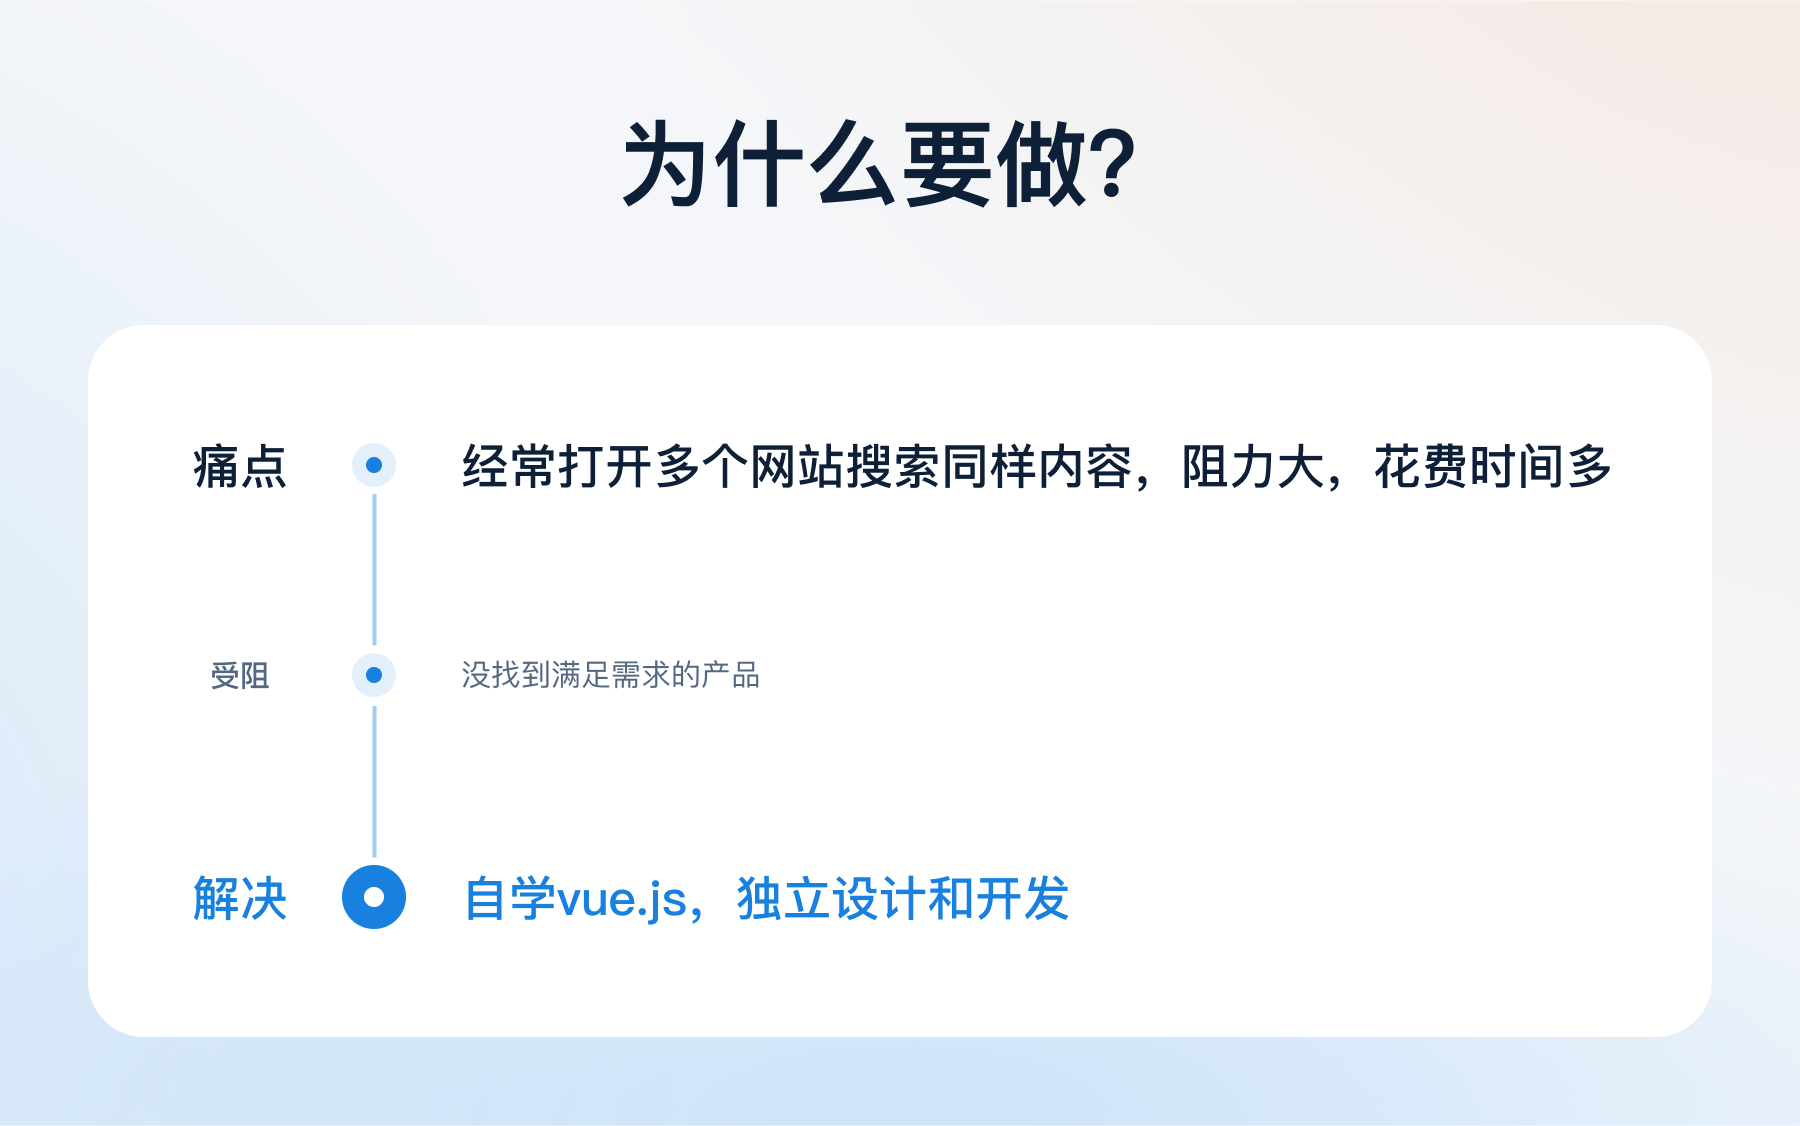 为什么要做?
痛点 经常打开多个网站搜索同样内容，阻力大，花费时间多
受阻 没找到满足需求的产品
解决 自学vue.js，独立设计和开发